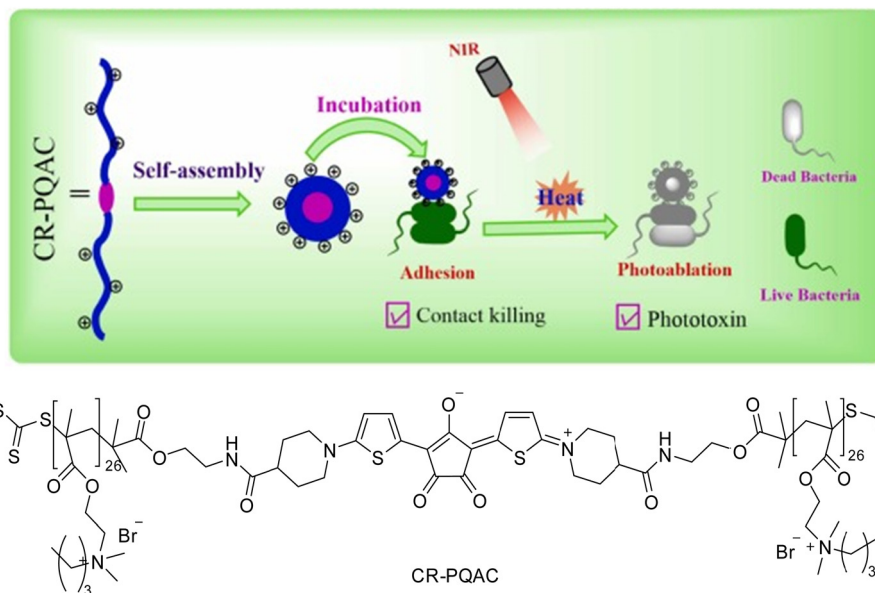 NIR
Incubation
CR-PQAC
=
Self-assembly
Heat
Dead Bacteria
Adhesion
Photoablation
Live Bacteria
Contact killing
Phototoxin
O⁻
S
S
S
26
O
O
O
O
H
N
O
N
S
O
O
S
N
+
O
H
N
O
O
O
O
S
26
Br⁻
N
+
3
Br⁻
N
+
3
CR-PQAC